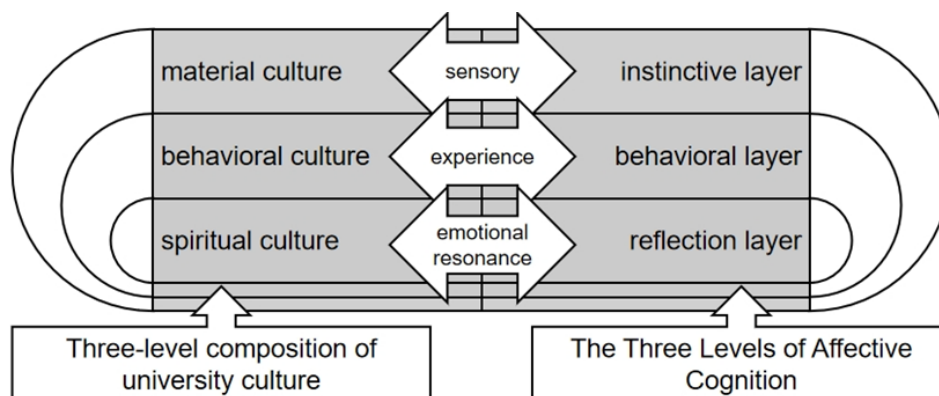 material culture
sensory
instinctive layer
behavioral culture
experience
behavioral layer
spiritual culture
emotional
resonance
reflection layer
Three-level composition of
university culture
The Three Levels of Affective
Cognition